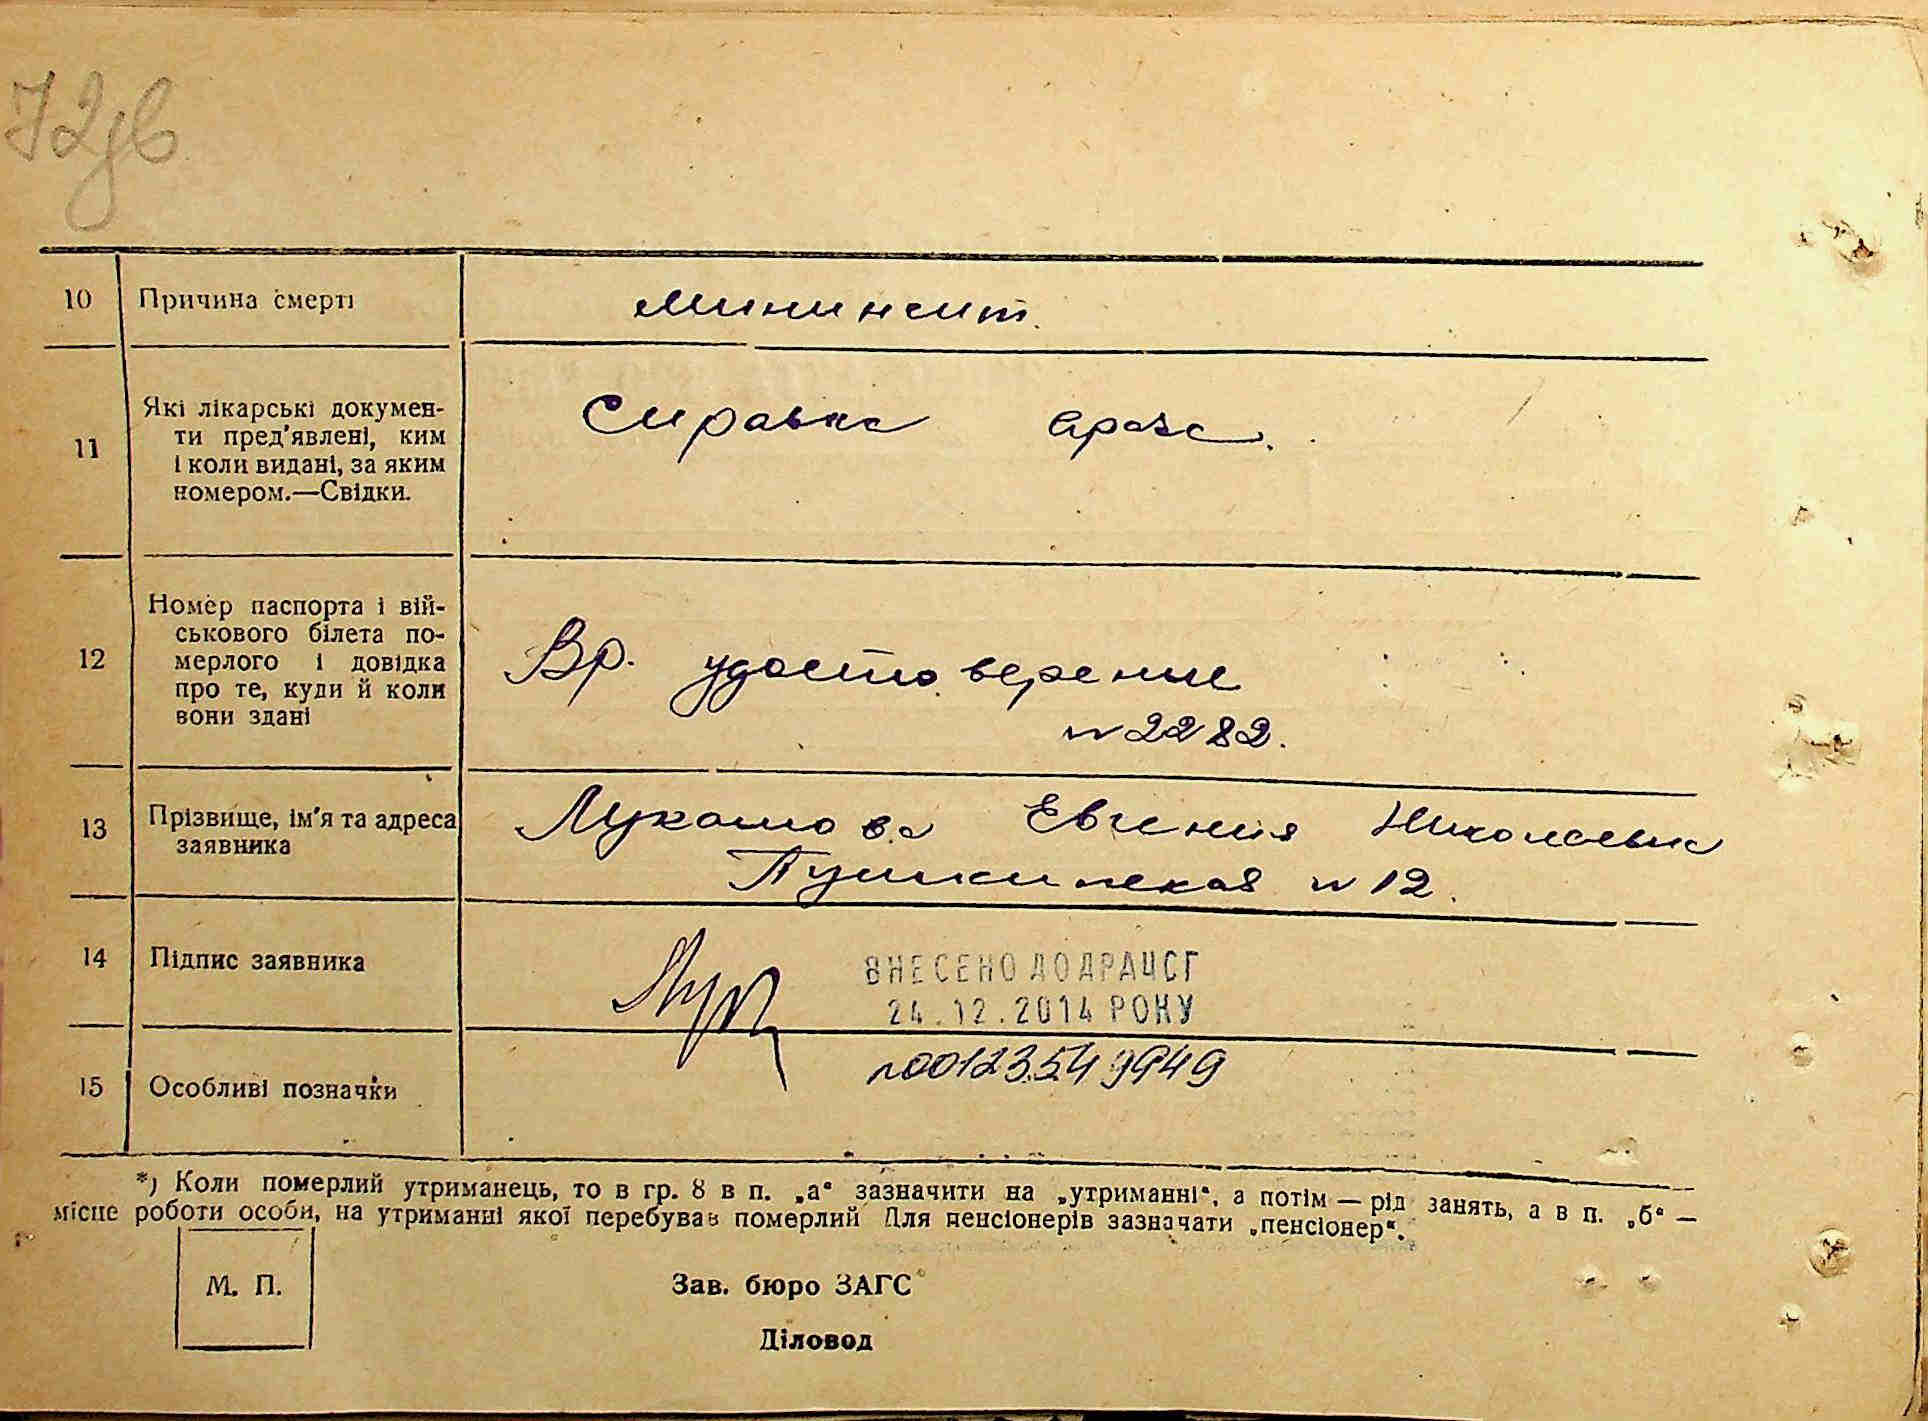 72зв
10 Причина смерті
мининсит.
11 Які лікарські докумен-
ти пред'явлені, ким
і коли видані, за яким
номером.—Свідки.
Справка врача.
12 Номер паспорта і вій-
ськового білета по-
мерлого і довідка
про те, куди й коли
вони здані
Вр. удостоверение
№ 2282.
13 Прізвище, ім'я та адреса
заявника
Лукашова Евгения Николаевна
Пушкинская № 12.
14 Підпис заявника
ВНЕСЕНО ДО ДРАЦСГ
24.12.2014 РОКУ
15 Особливі позначки
№00123549949
*) Коли померлий утриманець, то в гр. 8 в п. „а“ зазначити на „утриманні“, а потім — рід занять, а в п. „б“ —
місце роботи особи, на утриманні якої перебував померлий Для пенсіонерів зазначати „пенсіонер“.
М. П.
Зав. бюро ЗАГС
Діловод